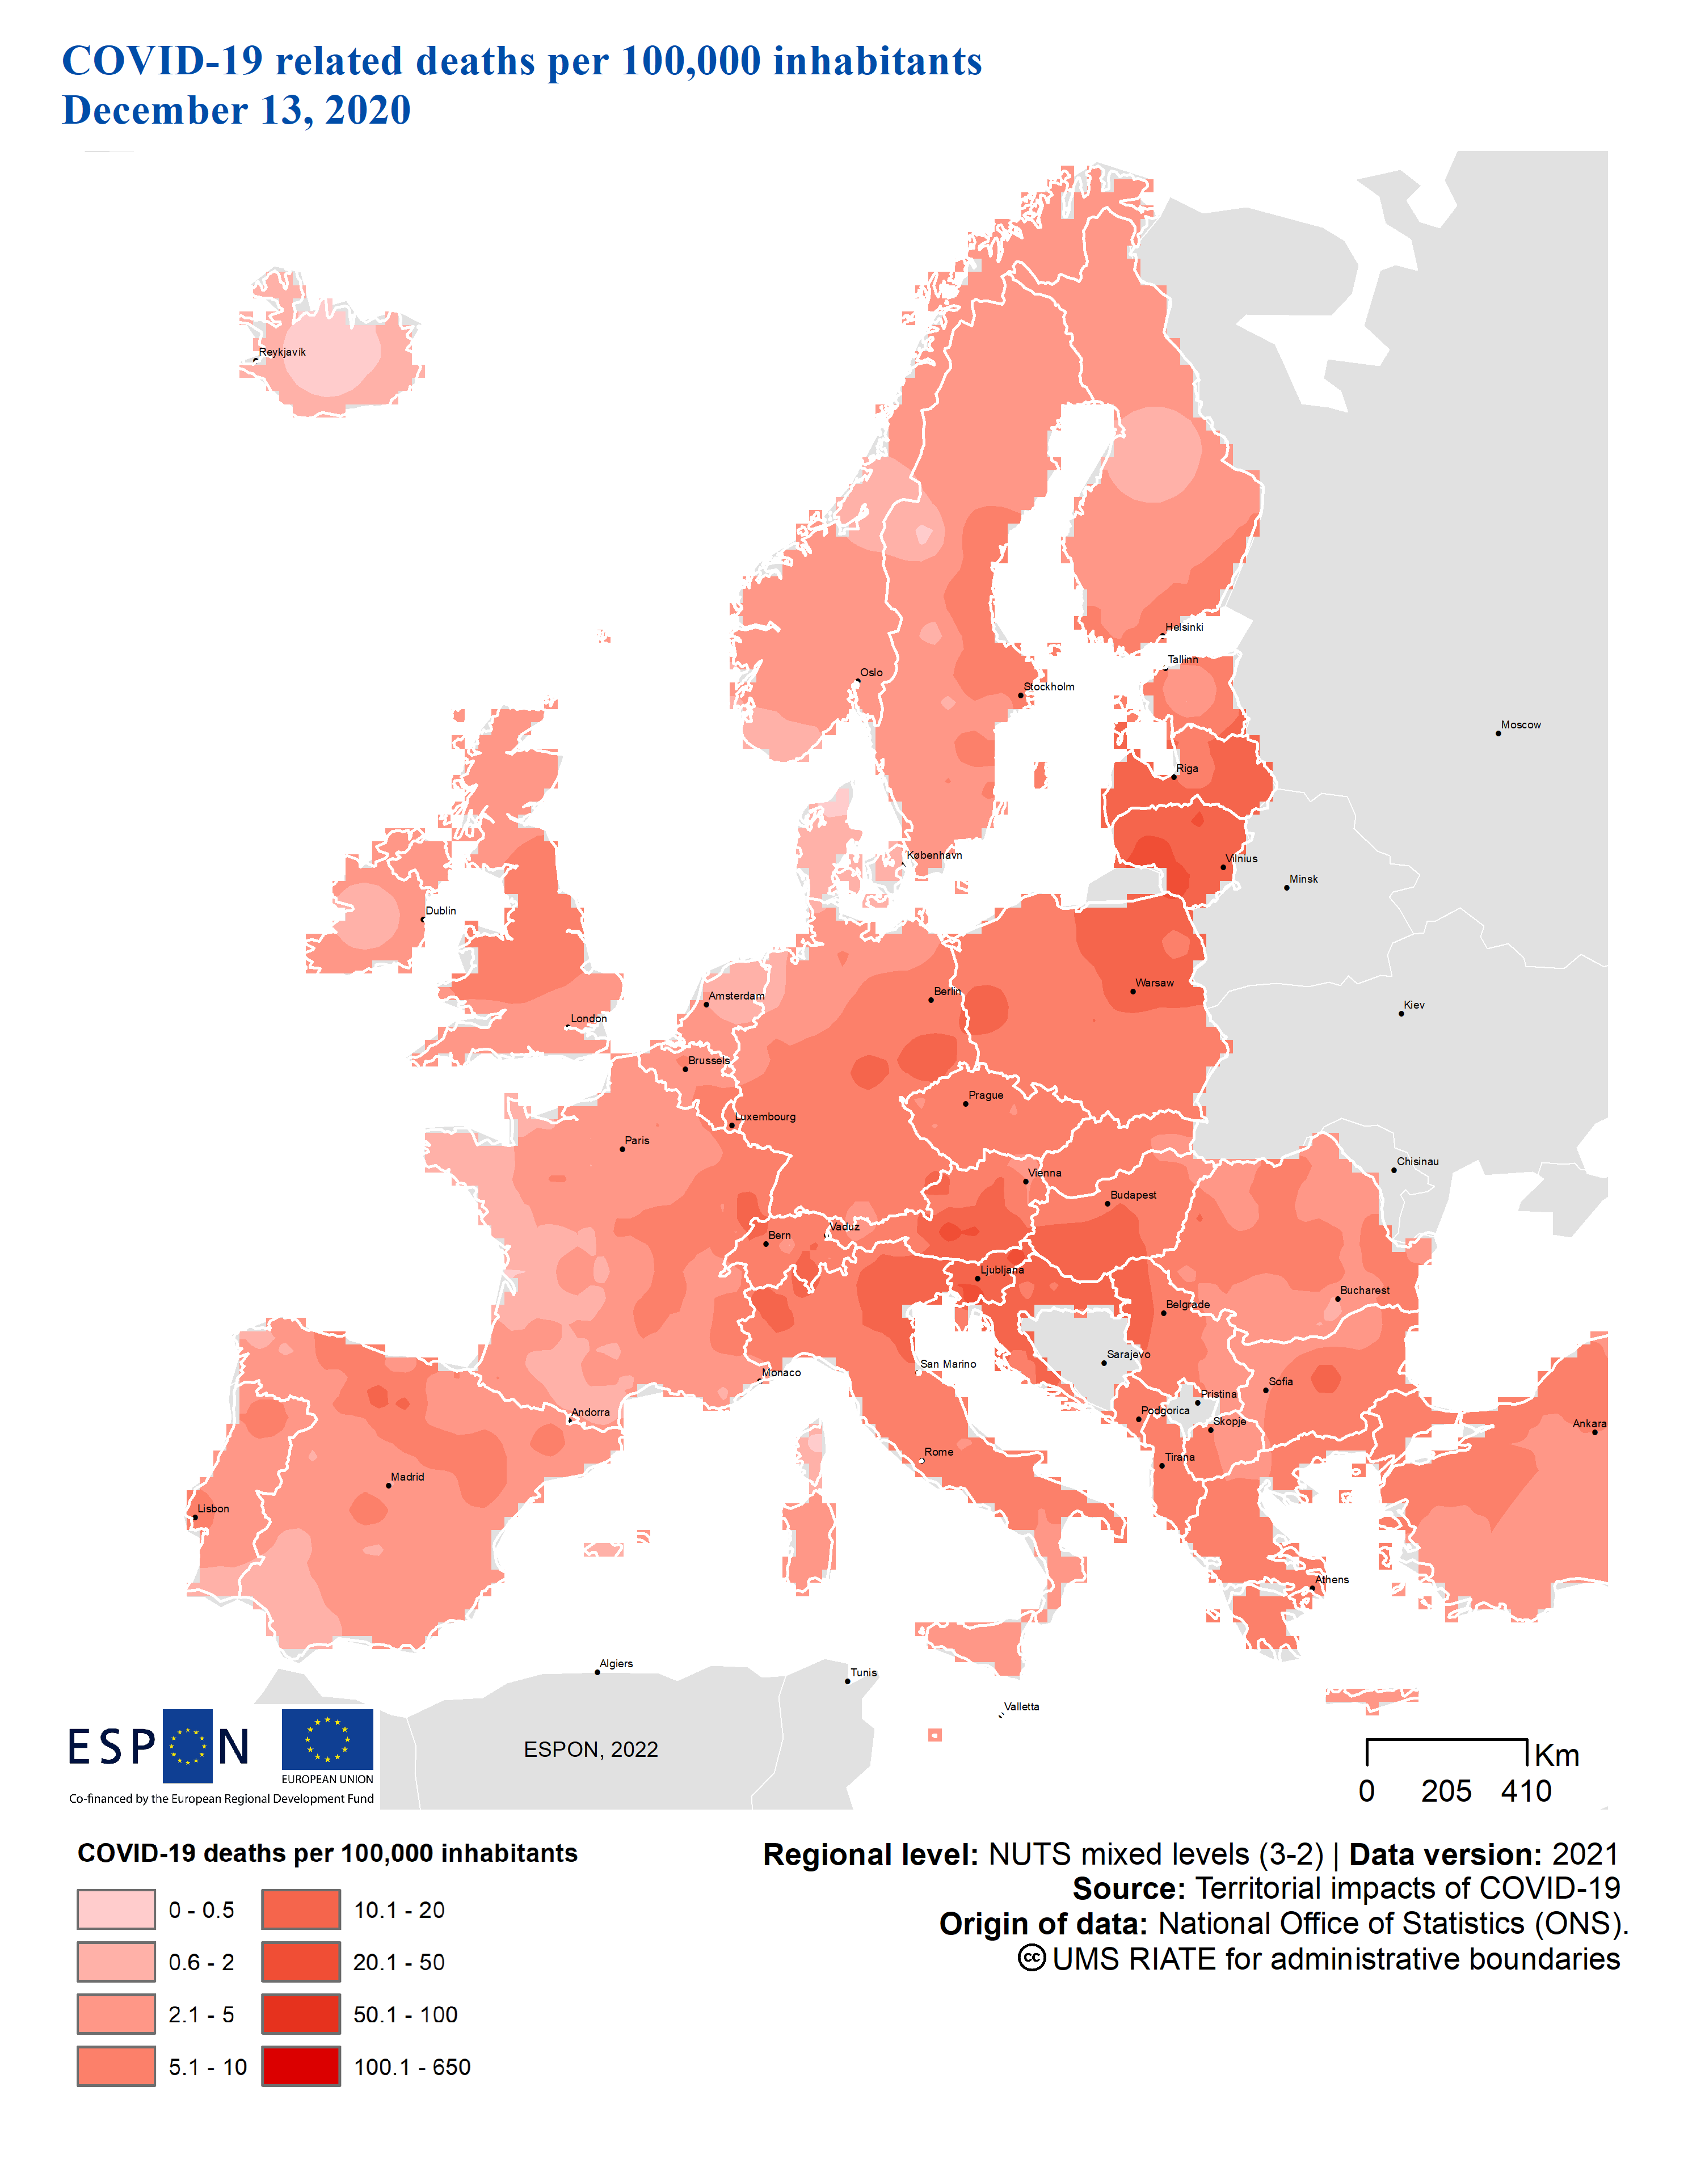 COVID-19 related deaths per 100,000 inhabitants
December 13, 2020
Reykjavík
Helsinki
Tallinn
Oslo
Stockholm
Moscow
Riga
København
Vilnius
Minsk
Dublin
Amsterdam
Berlin
Warsaw
Kiev
London
Brussels
Prague
Luxembourg
Paris
Chisinau
Vienna
Budapest
Vaduz
Bern
Ljubljana
Bucharest
Belgrade
Sarajevo
San Marino
Monaco
Sofia
Pristina
Andorra
Podgorica
Skopje
Ankara
Rome
Tirana
Madrid
Lisbon
Athens
Algiers
Tunis
Valletta
ESPON
EUROPEAN UNION
Co-financed by the European Regional Development Fund
ESPON, 2022
Km
0 205 410
COVID-19 deaths per 100,000 inhabitants
0 - 0.5
0.6 - 2
2.1 - 5
5.1 - 10
10.1 - 20
20.1 - 50
50.1 - 100
100.1 - 650
Regional level: NUTS mixed levels (3-2) | Data version: 2021
Source: Territorial impacts of COVID-19
Origin of data: National Office of Statistics (ONS).
cc UMS RIATE for administrative boundaries